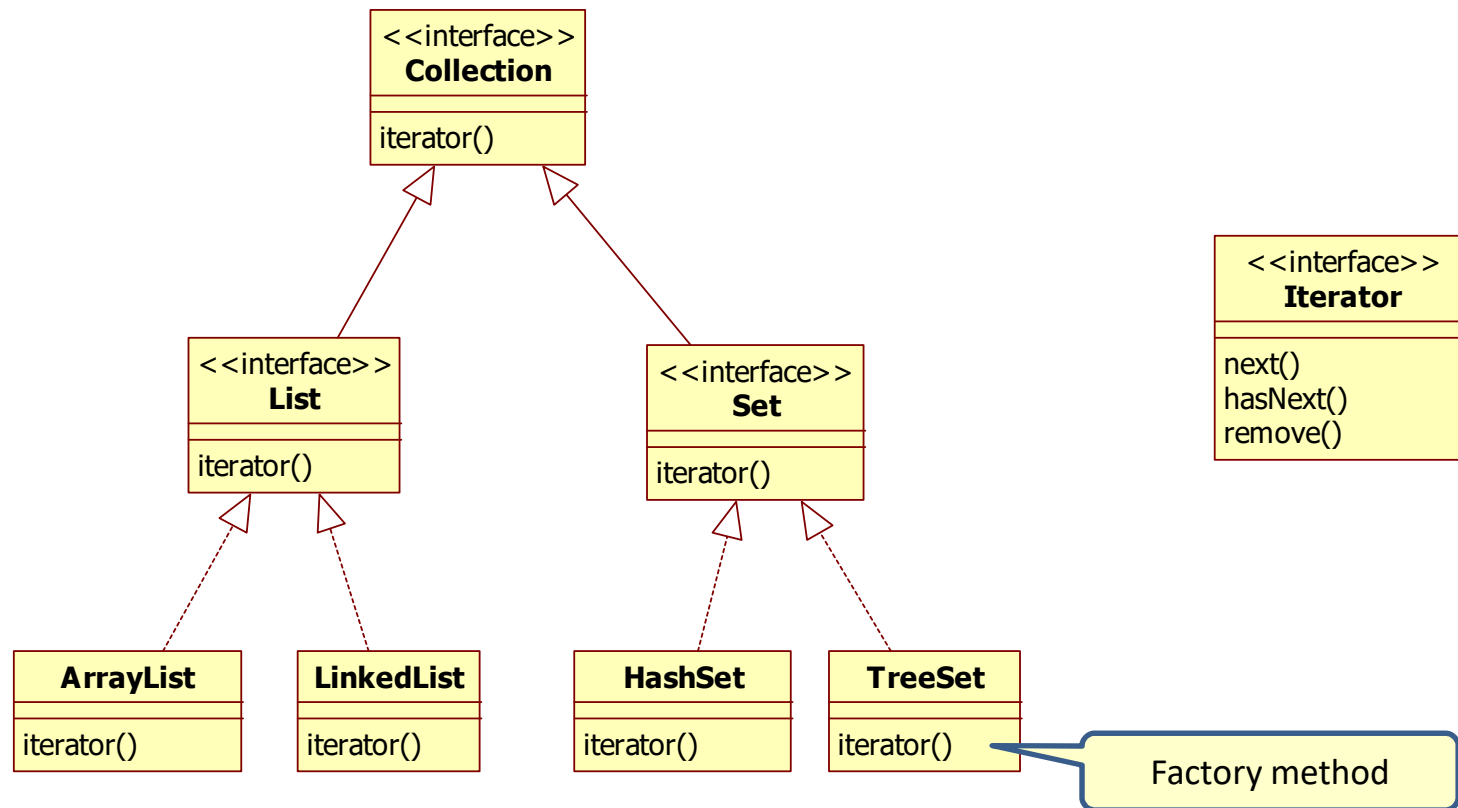 <<interface>>
Collection
iterator()
<<interface>>
Iterator
next()
hasNext()
remove()
<<interface>>
List
iterator()
<<interface>>
Set
iterator()
ArrayList
iterator()
LinkedList
iterator()
HashSet
iterator()
TreeSet
iterator()
Factory method